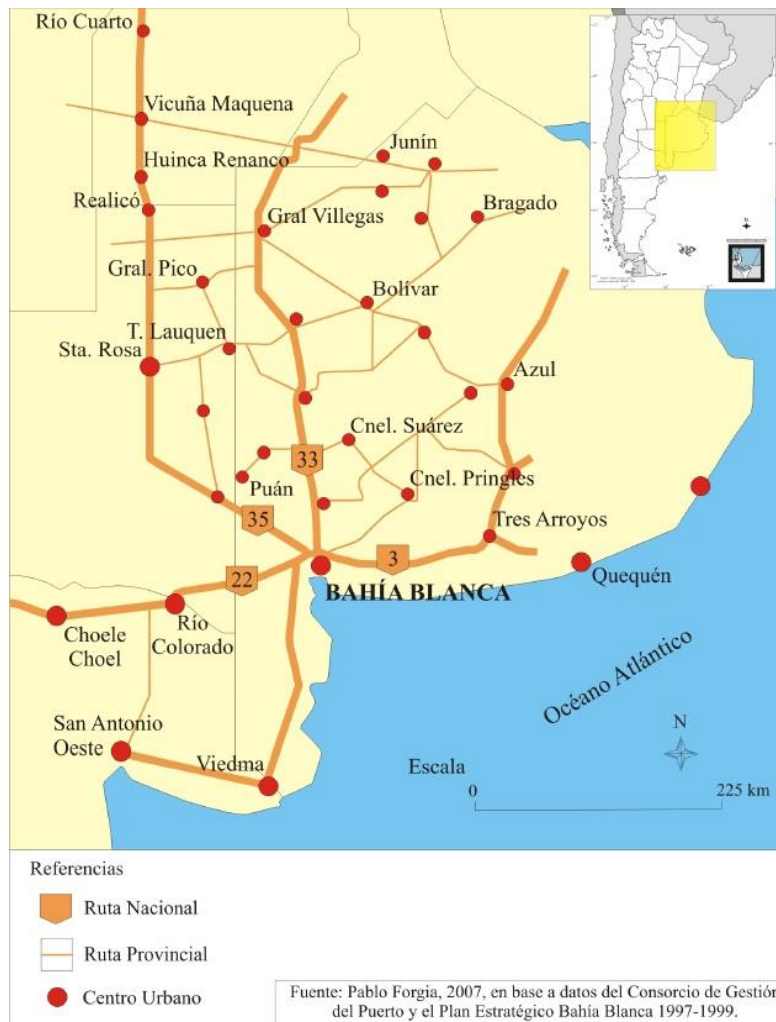 Río Cuarto
Vicuña Maquena
Junín
Huinca Renanco
Realicó
Bragado
Gral Villegas
Gral. Pico
Bolívar
T. Lauquen
Sta. Rosa
Azul
Cnel. Suárez
33
Puán
Cnel. Pringles
35
Tres Arroyos
3
22
BAHÍA BLANCA
Quequén
Choele
Choel
Río
Colorado
Océano Atlántico
San Antonio
Oeste
Viedma
N
Escala
0
225 km
Referencias
Ruta Nacional
Ruta Provincial
Centro Urbano
Fuente: Pablo Forgia, 2007, en base a datos del Consorcio de Gestión
del Puerto y el Plan Estratégico Bahía Blanca 1997-1999.